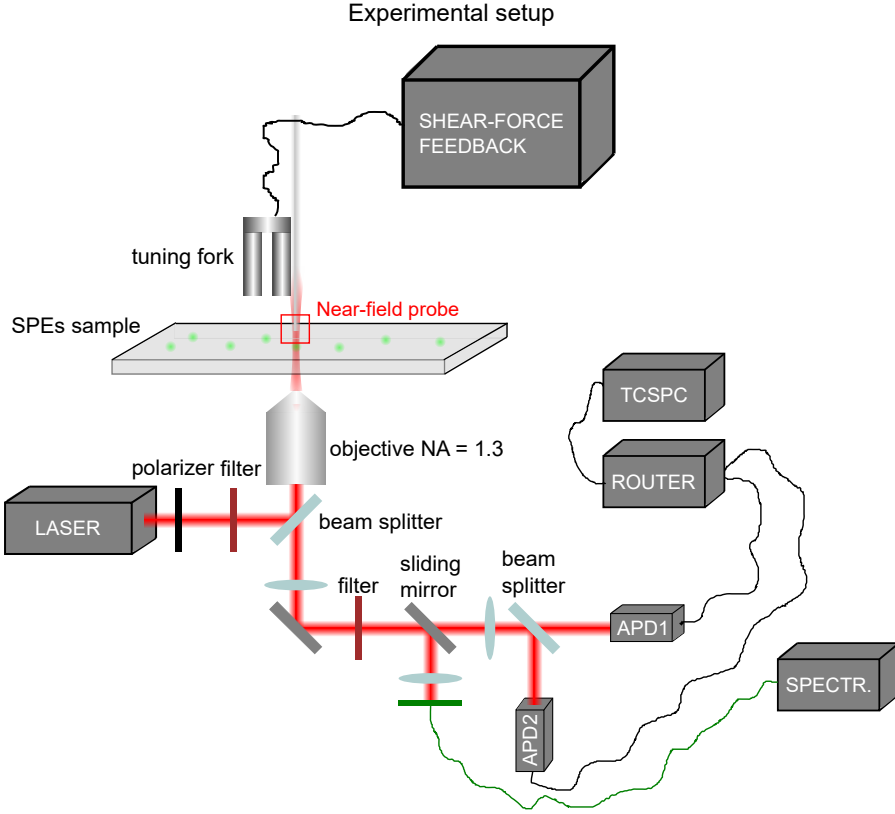 Experimental setup
SHEAR-FORCE
FEEDBACK
tuning fork
Near-field probe
SPEs sample
TCSPC
objective NA = 1.3
ROUTER
polarizer
filter
LASER
beam splitter
sliding
mirror
beam
splitter
filter
APD1
SPECTR.
APD2